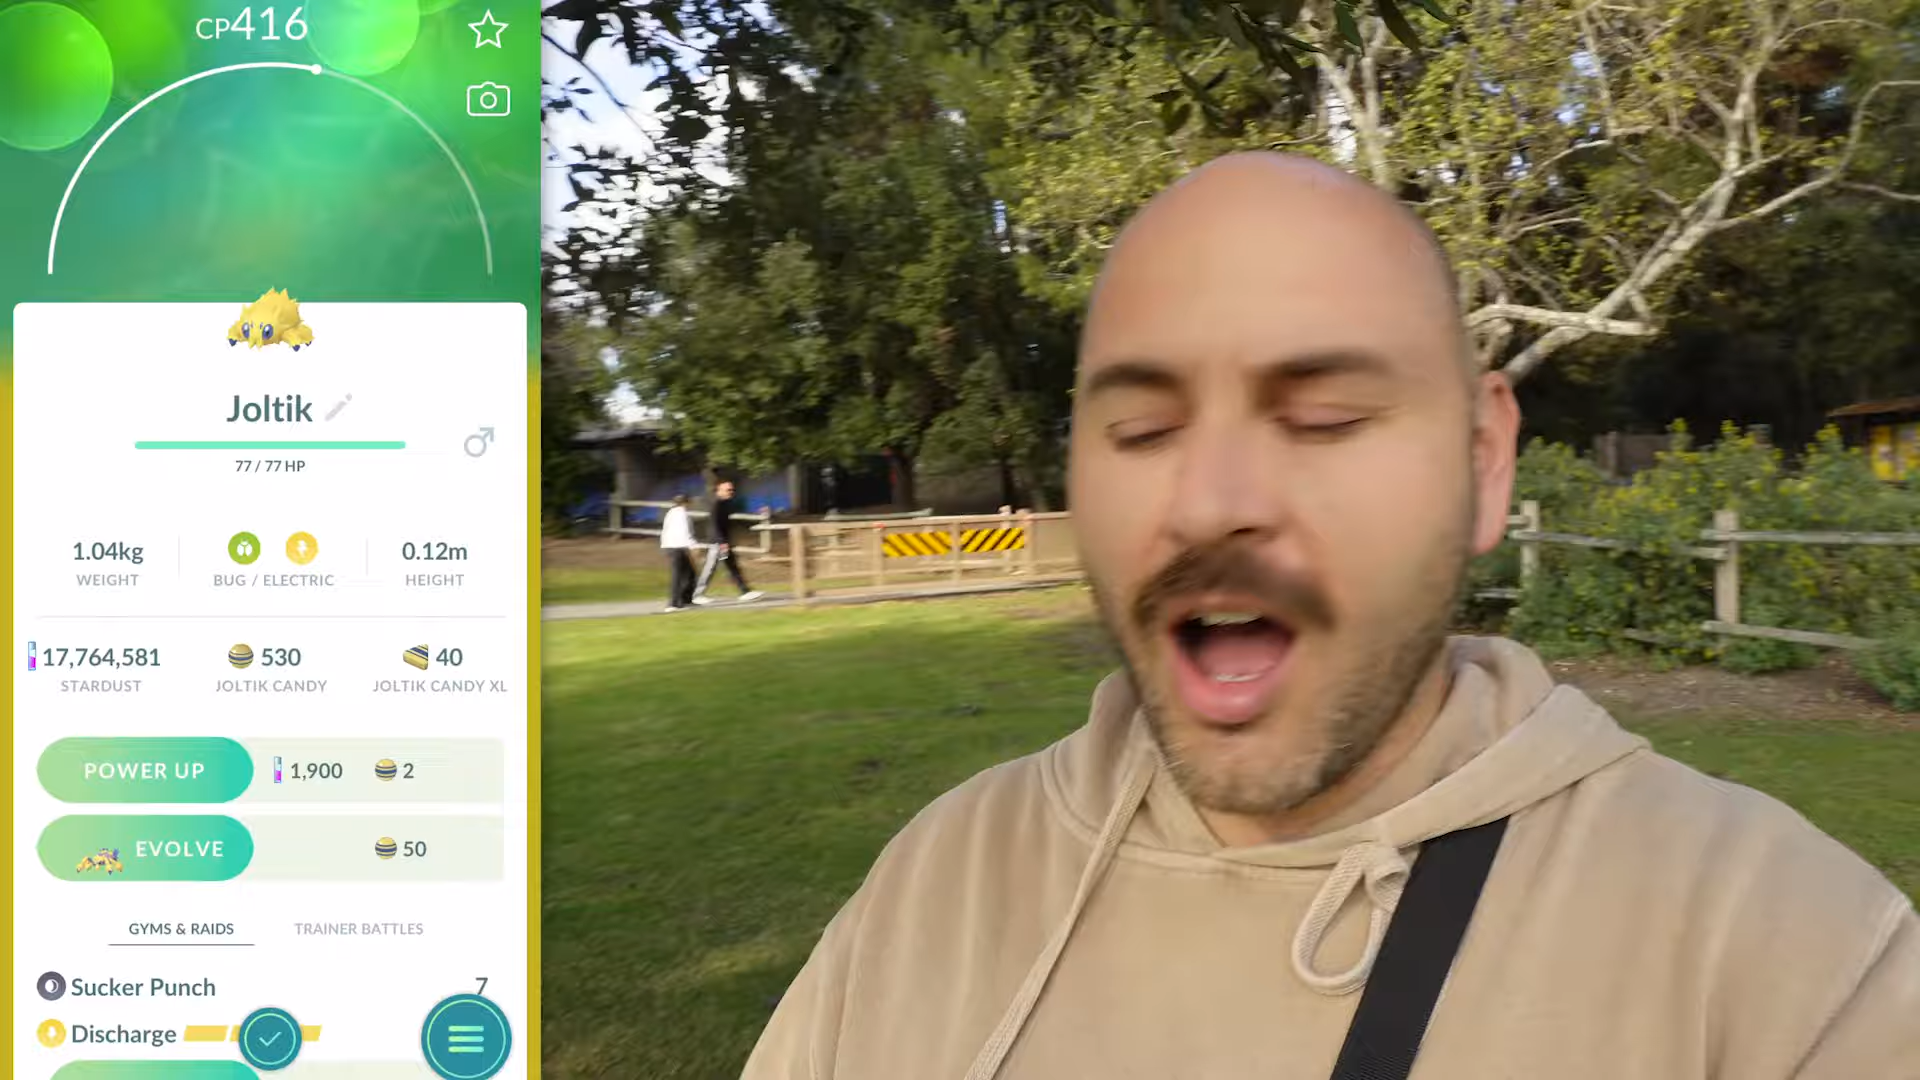 CP416
Joltik
77 / 77 HP
1.04kg
WEIGHT
BUG / ELECTRIC
0.12m
HEIGHT
17,764,581
STARDUST
530
JOLTIK CANDY
40
JOLTIK CANDY XL
POWER UP
1,900
2
EVOLVE
50
GYMS & RAIDS
TRAINER BATTLES
Sucker Punch
7
Discharge